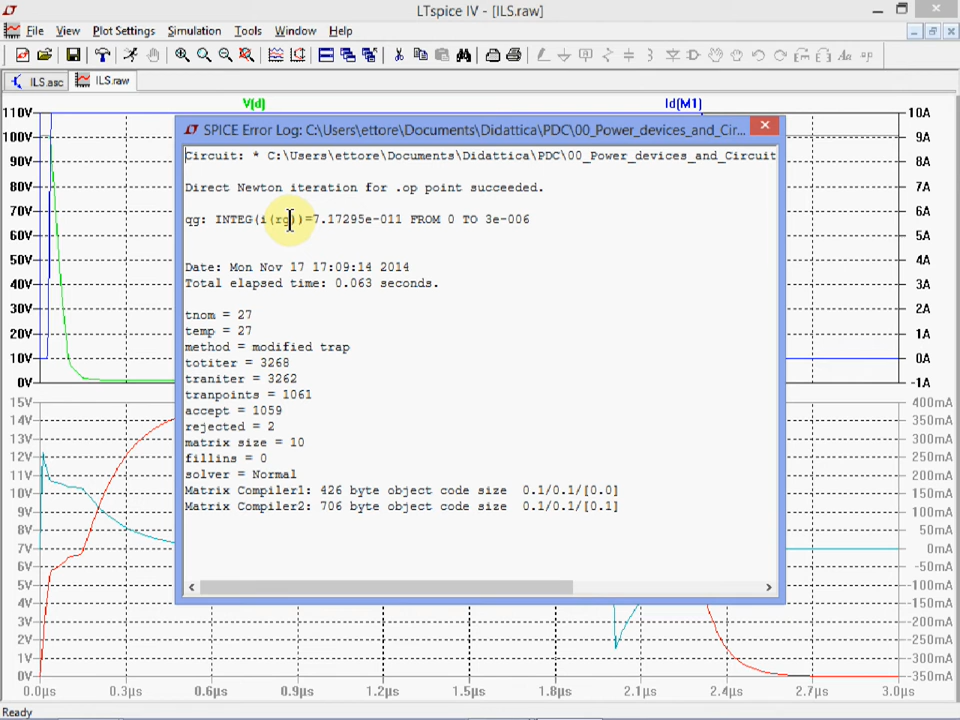 LTspice IV - [ILS.raw]
File View Plot Settings Simulation Tools Window Help
ILS.asc ILS.raw
V(d) Id(M1)
SPICE Error Log: C:\Users\ettore\Documents\Didattica\PDC\00_Power_devices_and_Cir...
Circuit: * C:\Users\ettore\Documents\Didattica\PDC\00_Power_devices_and_Circuit
Direct Newton iteration for .op point succeeded.
qg: INTEG(i(rg))=7.17295e-011 FROM 0 TO 3e-006
Date: Mon Nov 17 17:09:14 2014
Total elapsed time: 0.063 seconds.
tnom = 27
temp = 27
method = modified trap
totiter = 3268
traniter = 3262
tranpoints = 1061
accept = 1059
rejected = 2
matrix size = 10
fillins = 0
solver = Normal
Matrix Compiler1: 426 byte object code size 0.1/0.1/[0.0]
Matrix Compiler2: 706 byte object code size 0.1/0.1/[0.1]
110V 10A
100V 9A
90V 8A
80V 7A
70V 6A
60V 5A
50V 4A
40V 3A
30V 2A
20V 1A
10V 0A
0V -1A
15V 400mA
14V 350mA
13V 300mA
12V 250mA
11V 200mA
10V 150mA
9V 100mA
8V 50mA
7V 0mA
6V -50mA
5V -100mA
4V -150mA
3V -200mA
2V -250mA
1V -300mA
0V -350mA
0.0µs 0.3µs 0.6µs 0.9µs 1.2µs 1.5µs 1.8µs 2.1µs 2.4µs 2.7µs 3.0µs
Ready